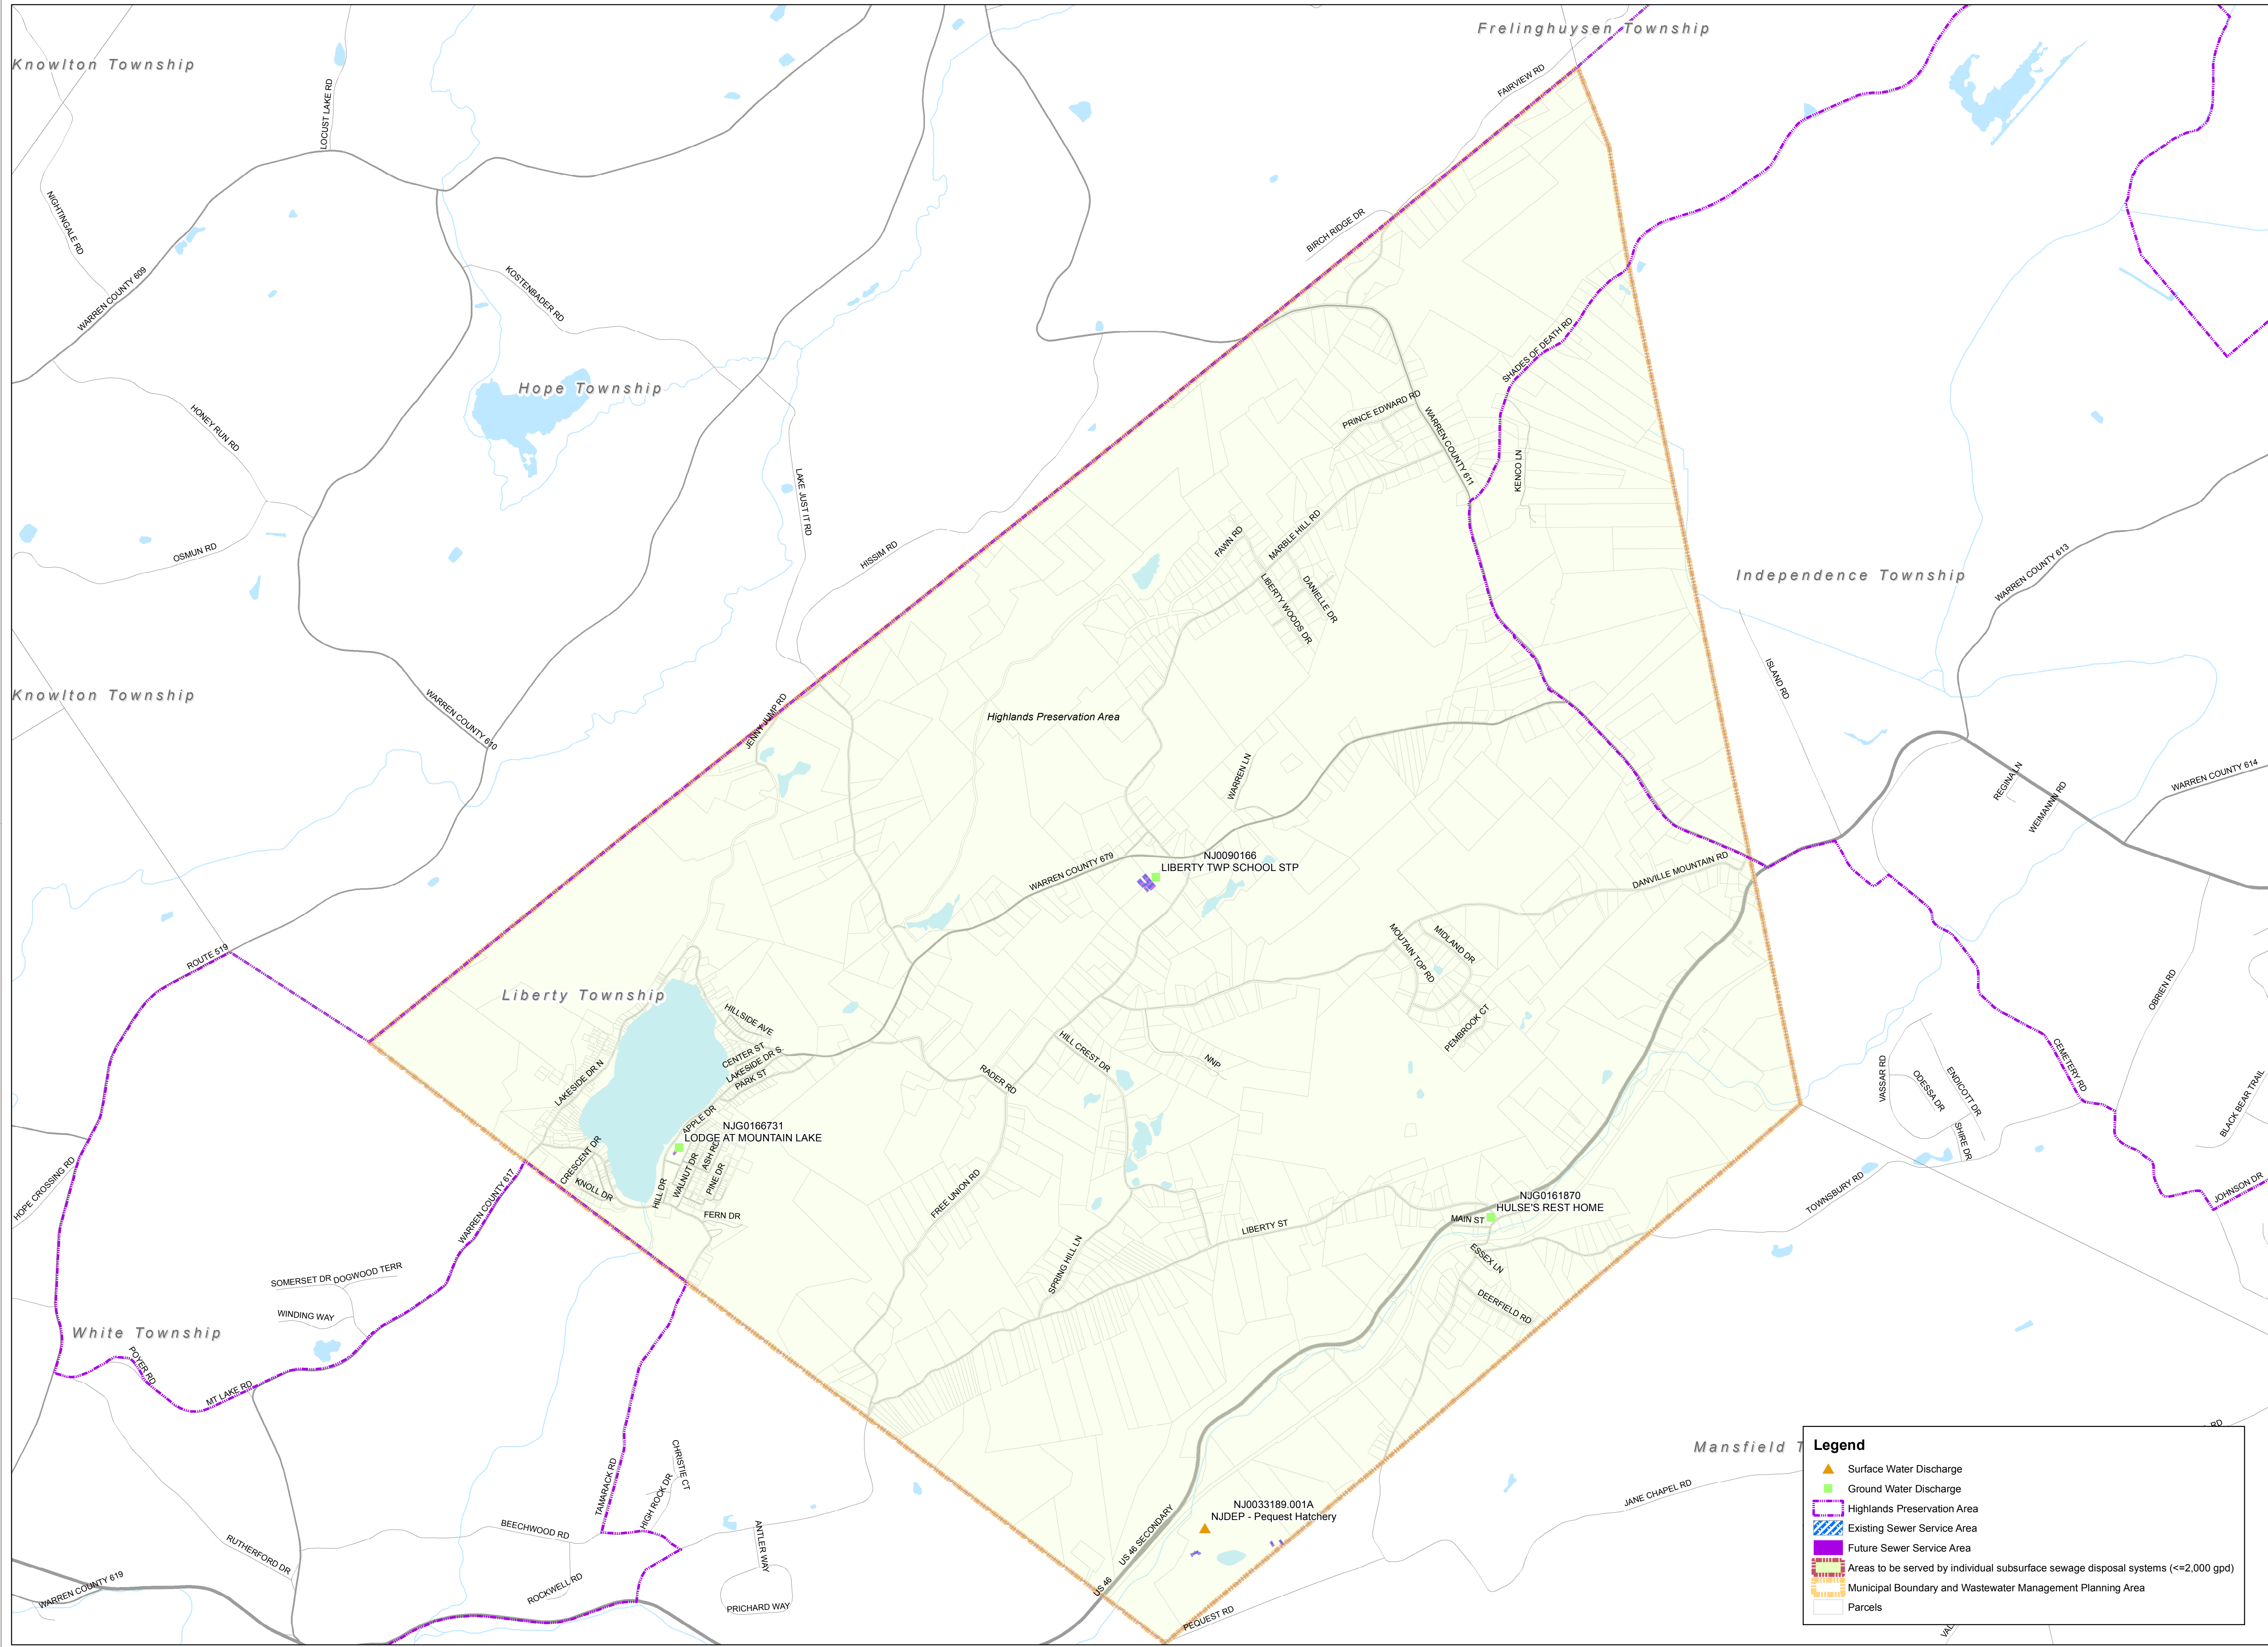 Frelinghuysen Township
Knowlton Township
FAIRVIEW RD
LOCUST LAKE RD
NIGHTINGALE RD
BIRCH RIDGE DR
WARREN COUNTY 609
KOSTENBADER RD
SHADES OF DEATH RD
Hope Township
PRINCE EDWARD RD
HONEY RUN RD
WARREN COUNTY 611
KENICO LN
LAKE JUST IT RD
MARBLE HILL RD
FAWN RD
OSMUN RD
HISSIM RD
LIBERTY WOODS DR
DANIELLE DR
Independence Township
WARREN COUNTY 613
ISLAND RD
Knowlton Township
WARREN COUNTY 610
JENNY JUMP RD
Highlands Preservation Area
WARREN LN
REGINA LN
WEIMANNN RD
WARREN COUNTY 614
WARREN COUNTY 679
NJ0090166
LIBERTY TWP SCHOOL STP
DANVILLE MOUNTAIN RD
ROUTE 519
MOUTAIN TOP RD
MIDLAND DR
OBRIEN RD
Liberty Township
HILLSIDE AVE
CENTER ST
LAKESIDE DR S.
PARK ST
PEMBROOK CT
HILL CREST DR
NNP
LAKESIDE DR N
RADER RD
CEMETERY RD
VASSAR RD
ODESSA DR
ENDICOTT DR
SHIRE DR
BLACK BEAR TRAIL
APPLE DR
NJG0166731
LODGE AT MOUNTAIN LAKE
ASH RD
WALNUT DR
PINE DR
CRESCENT DR
KNOLL DR
HILL DR
FERN DR
HOPE CROSSING RD
WARREN COUNTY 617
FREE UNION RD
NJG0161870
HULSE'S REST HOME
MAIN ST
LIBERTY ST
TOWNSBURY RD
JOHNSON DR
ESSEX LN
SPRING HILL LN
SOMERSET DR
DOGWOOD TERR
WINDING WAY
DEERFIELD RD
White Township
POYER RD
MT LAKE RD
RD
CHRISTIE CT
HIGH ROCK DR
TAMARACK RD
Mansfield T
JANE CHAPEL RD
NJ0033189.001A
NJDEP - Pequest Hatchery
BEECHWOOD RD
ANTLER WAY
US 46 SECONDARY
RUTHERFORD DR
WARREN COUNTY 619
ROCKWELL RD
PRICHARD WAY
US 46
PEQUEST RD
VAL
Legend
Surface Water Discharge
Ground Water Discharge
Highlands Preservation Area
Existing Sewer Service Area
Future Sewer Service Area
Areas to be served by individual subsurface sewage disposal systems (<=2,000 gpd)
Municipal Boundary and Wastewater Management Planning Area
Parcels